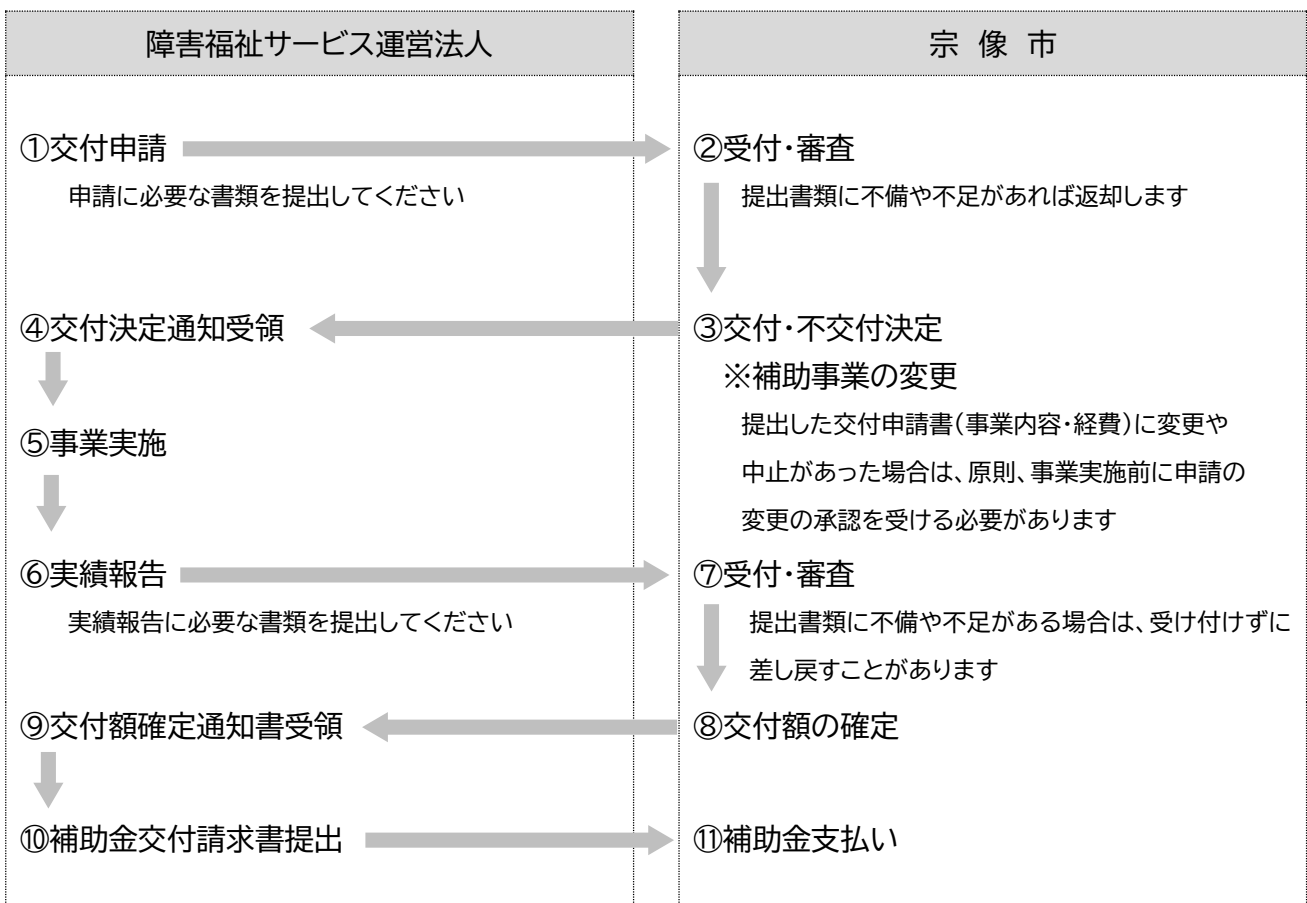 障害福祉サービス運営法人
宗 像 市
①交付申請
申請に必要な書類を提出してください
②受付・審査
提出書類に不備や不足があれば返却します
④交付決定通知受領
③交付・不交付決定
※補助事業の変更
提出した交付申請書(事業内容・経費)に変更や
中止があった場合は、原則、事業実施前に申請の
変更の承認を受ける必要があります
⑤事業実施
⑥実績報告
実績報告に必要な書類を提出してください
⑦受付・審査
提出書類に不備や不足がある場合は、受け付けずに
差し戻すことがあります
⑨交付額確定通知書受領
⑧交付額の確定
⑩補助金交付請求書提出
⑪補助金支払い